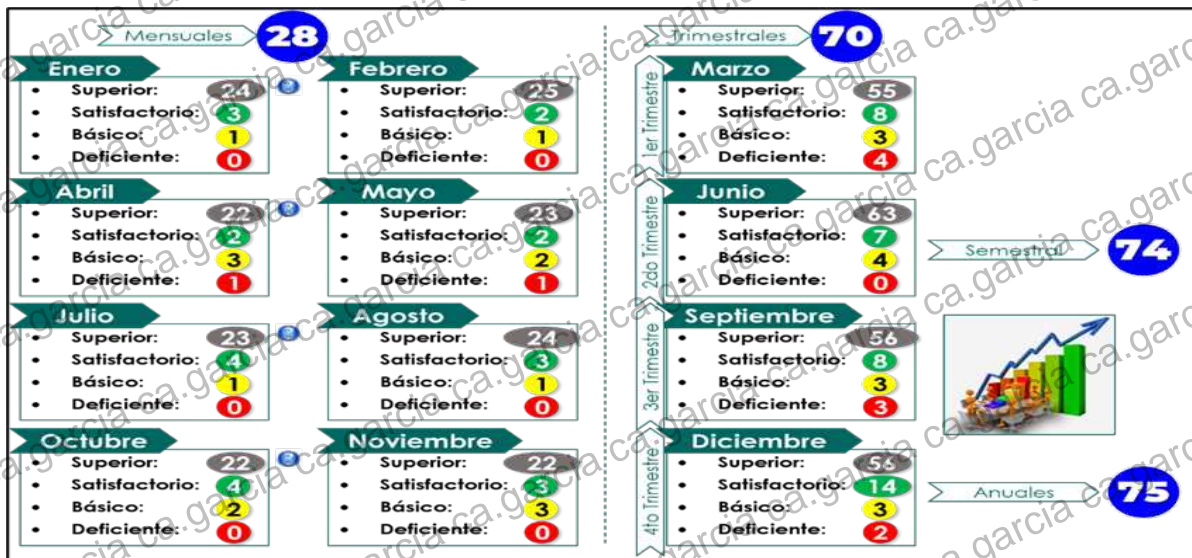 Mensuales 28
Trimestrales 70
Enero
• Superior: 24
• Satisfactorio: 3
• Básico: 1
• Deficiente: 0
Febrero
• Superior: 25
• Satisfactorio: 2
• Básico: 1
• Deficiente: 0
1er Trimestre
Marzo
• Superior: 55
• Satisfactorio: 8
• Básico: 3
• Deficiente: 4
Abril
• Superior: 22
• Satisfactorio: 2
• Básico: 3
• Deficiente: 1
Mayo
• Superior: 23
• Satisfactorio: 2
• Básico: 2
• Deficiente: 1
2do Trimestre
Junio
• Superior: 63
• Satisfactorio: 7
• Básico: 4
• Deficiente: 0
Semestral 74
Julio
• Superior: 23
• Satisfactorio: 4
• Básico: 1
• Deficiente: 0
Agosto
• Superior: 24
• Satisfactorio: 3
• Básico: 1
• Deficiente: 0
3er Trimestre
Septiembre
• Superior: 56
• Satisfactorio: 8
• Básico: 3
• Deficiente: 3
Octubre
• Superior: 22
• Satisfactorio: 4
• Básico: 2
• Deficiente: 0
Noviembre
• Superior: 22
• Satisfactorio: 3
• Básico: 3
• Deficiente: 0
4to Trimestre
Diciembre
• Superior: 56
• Satisfactorio: 14
• Básico: 3
• Deficiente: 2
Anuales 75
ca.garcia ca.garcia ca.garcia ca.garcia